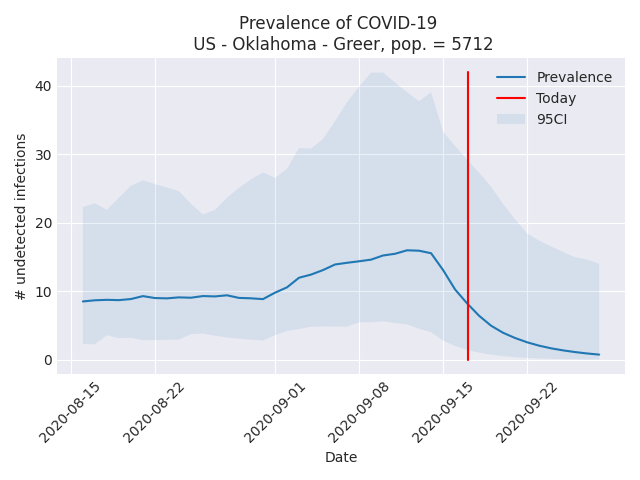 Prevalence of COVID-19
US - Oklahoma - Greer, pop. = 5712
# undetected infections
40
30
20
10
0
Prevalence
Today
95CI
2020-08-15
2020-08-22
2020-09-01
2020-09-08
2020-09-15
2020-09-22
Date